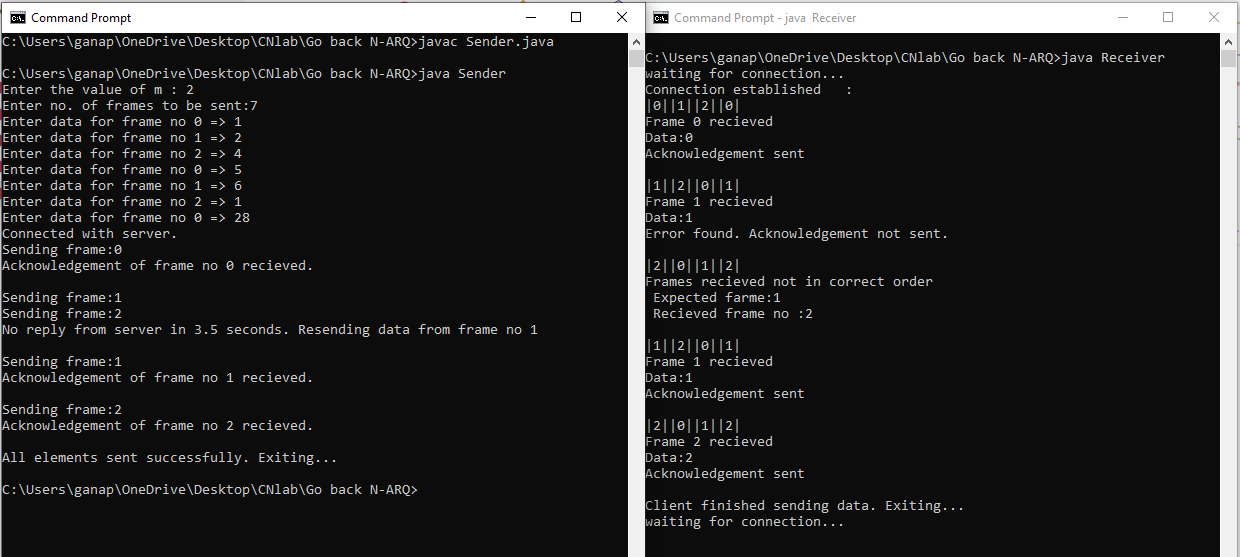 Command Prompt
C:\Users\ganap\OneDrive\Desktop\CNlab\Go back N-ARQ>javac Sender.java
C:\Users\ganap\OneDrive\Desktop\CNlab\Go back N-ARQ>java Sender
Enter the value of m : 2
Enter no. of frames to be sent:7
Enter data for frame no 0 => 1
Enter data for frame no 1 => 2
Enter data for frame no 2 => 4
Enter data for frame no 0 => 5
Enter data for frame no 1 => 6
Enter data for frame no 2 => 1
Enter data for frame no 0 => 28
Connected with server.
Sending frame:0
Acknowledgement of frame no 0 recieved.
Sending frame:1
Sending frame:2
No reply from server in 3.5 seconds. Resending data from frame no 1
Sending frame:1
Acknowledgement of frame no 1 recieved.
Sending frame:2
Acknowledgement of frame no 2 recieved.
All elements sent successfully. Exiting...
C:\Users\ganap\OneDrive\Desktop\CNlab\Go back N-ARQ>
Command Prompt - java  Receiver
C:\Users\ganap\OneDrive\Desktop\CNlab\Go back N-ARQ>java Receiver
waiting for connection...
Connection established   :
|0||1||2||0|
Frame 0 recieved
Data:0
Acknowledgement sent
|1||2||0||1|
Frame 1 recieved
Data:1
Error found. Acknowledgement not sent.
|2||0||1||2|
Frames recieved not in correct order
 Expected farme:1
 Recieved frame no :2
|1||2||0||1|
Frame 1 recieved
Data:1
Acknowledgement sent
|2||0||1||2|
Frame 2 recieved
Data:2
Acknowledgement sent
Client finished sending data. Exiting...
waiting for connection...